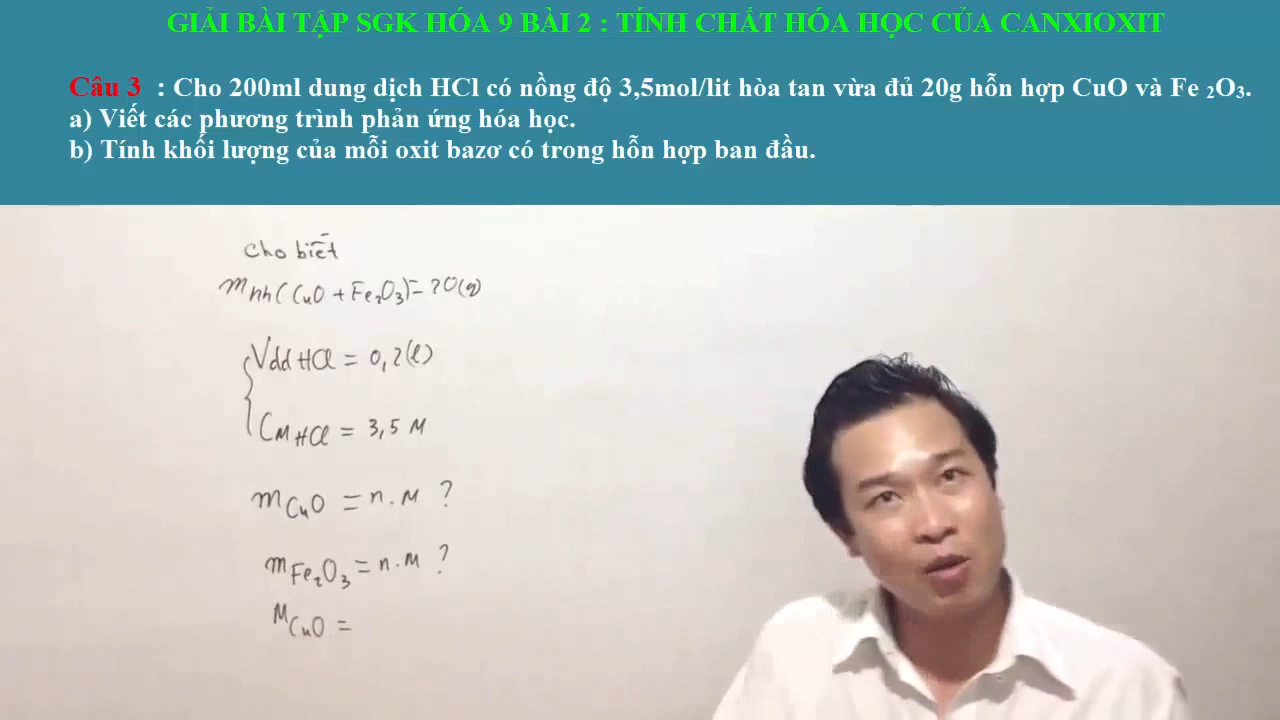 GIẢI BÀI TẬP SGK HÓA 9 BÀI 2 : TÍNH CHẤT HÓA HỌC CỦA CANXIOXIT
Câu 3 : Cho 200ml dung dịch HCl có nồng độ 3,5mol/lit hòa tan vừa đủ 20g hỗn hợp CuO và Fe ₂O₃.
a) Viết các phương trình phản ứng hóa học.
b) Tính khối lượng của mỗi oxit bazơ có trong hỗn hợp ban đầu.
Cho biết
mhh(CuO + Fe₂O₃) = 20(g)
Vdd HCl = 0,2(l)
CM HCl = 3,5 M
mCuO = n.M ?
mFe₂O₃ = n.M ?
MCuO =